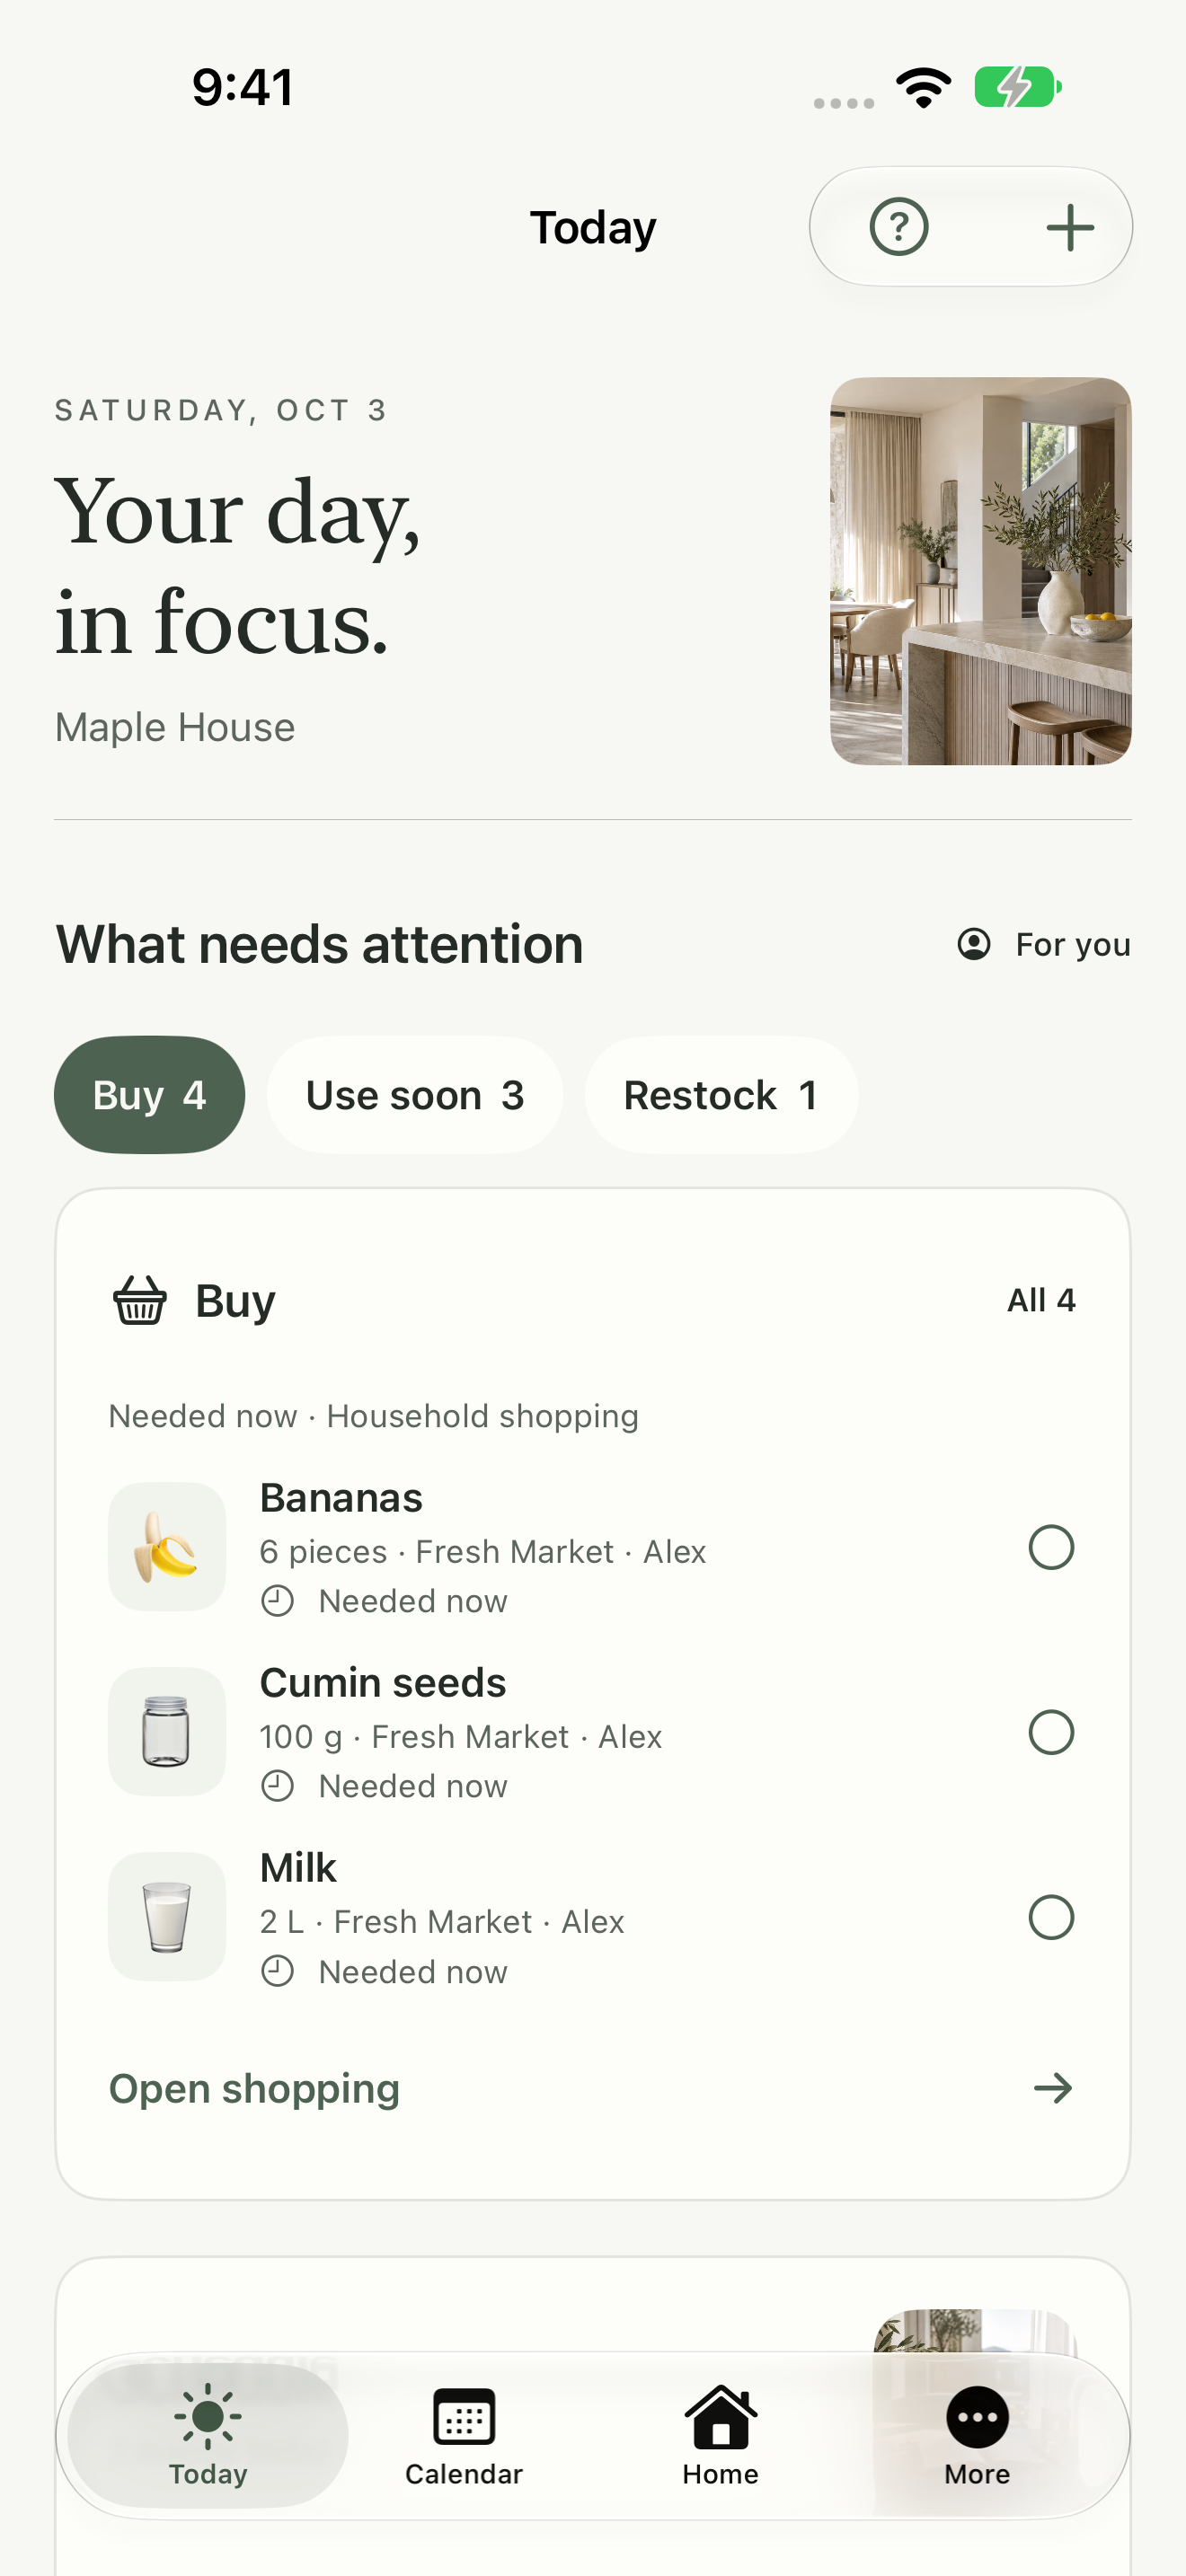 9:41
Today
SATURDAY, OCT 3
Your day,
in focus.
Maple House
What needs attention
For you
Buy 4
Use soon 3
Restock 1
Buy
All 4
Needed now · Household shopping
Bananas
6 pieces · Fresh Market · Alex
Needed now
Cumin seeds
100 g · Fresh Market · Alex
Needed now
Milk
2 L · Fresh Market · Alex
Needed now
Open shopping
Today
Calendar
Home
More